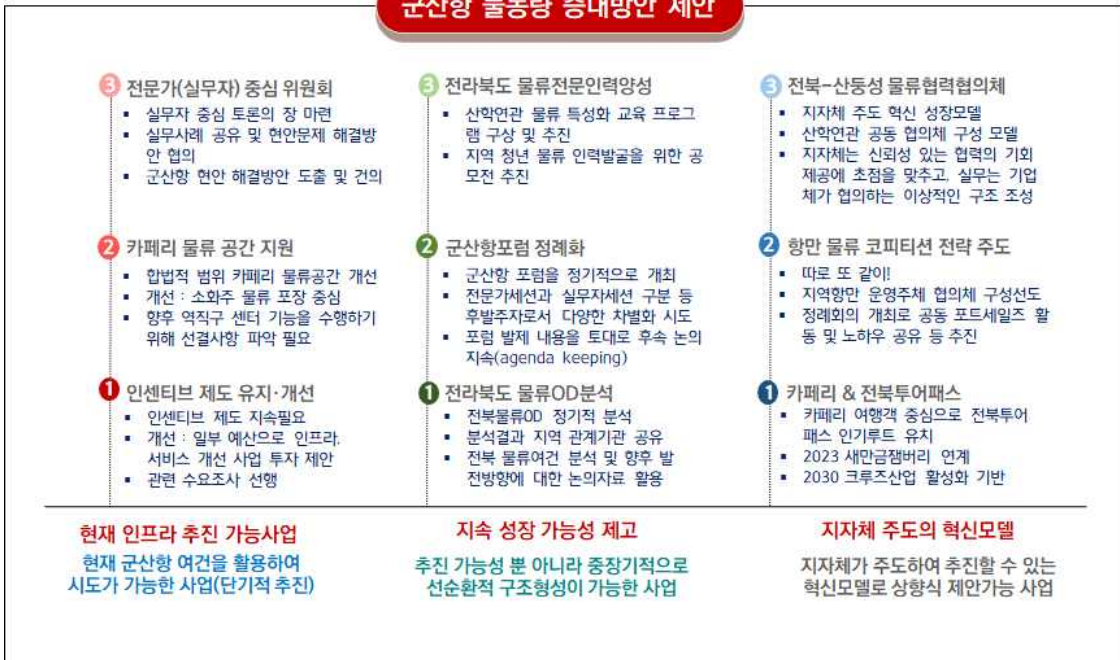 군산항 물동량 증대방안 제안
3 전문가(실무자) 중심 위원회
▪ 실무자 중심 토론의 장 마련
▪ 실무사례 공유 및 현안문제 해결방
안 협의
▪ 군산항 현안 해결방안 도출 및 건의
2 카페리 물류 공간 지원
▪ 합법적 범위 카페리 물류공간 개선
▪ 개선 : 소화주 물류 포장 중심
▪ 향후 역직구 센터 기능을 수행하기
위해 선결사항 파악 필요
1 인센티브 제도 유지·개선
▪ 인센티브 제도 지속필요
▪ 개선 : 일부 예산으로 인프라,
서비스 개선 사업 투자 제안
▪ 관련 수요조사 선행
현재 인프라 추진 가능사업
현재 군산항 여건을 활용하여
시도가 가능한 사업(단기적 추진)
3 전라북도 물류전문인력양성
▪ 산학연관 물류 특성화 교육 프로그
램 구상 및 추진
▪ 지역 청년 물류 인력발굴을 위한 공
모전 추진
2 군산항포럼 정례화
▪ 군산항 포럼을 정기적으로 개최
▪ 전문가세션과 실무자세션 구분 등
후발주자로서 다양한 차별화 시도
▪ 포럼 발제 내용을 토대로 후속 논의
지속(agenda keeping)
1 전라북도 물류OD분석
▪ 전북물류OD 정기적 분석
▪ 분석결과 지역 관계기관 공유
▪ 전북 물류여건 분석 및 향후 발
전방향에 대한 논의자료 활용
지속 성장 가능성 제고
추진 가능성 뿐 아니라 중장기적으로
선순환적 구조형성이 가능한 사업
3 전북-산둥성 물류협력협의체
▪ 지자체 주도 혁신 성장모델
▪ 산학연관 공동 협의체 구성 모델
▪ 지자체는 신뢰성 있는 협력의 기회
제공에 초점을 맞추고, 실무는 기업
체가 협의하는 이상적인 구조 조성
2 항만 물류 코피티션 전략 주도
▪ 따로 또 같이!
▪ 지역항만 운영주체 협의체 구성선도
▪ 정례회의 개최로 공동 포트세일즈 활
동 및 노하우 공유 등 추진
1 카페리 & 전북투어패스
▪ 카페리 여행객 중심으로 전북투어
패스 인기루트 유치
▪ 2023 새만금잼버리 연계
▪ 2030 크루즈산업 활성화 기반
지자체 주도의 혁신모델
지자체가 주도하여 추진할 수 있는
혁신모델로 상향식 제안가능 사업